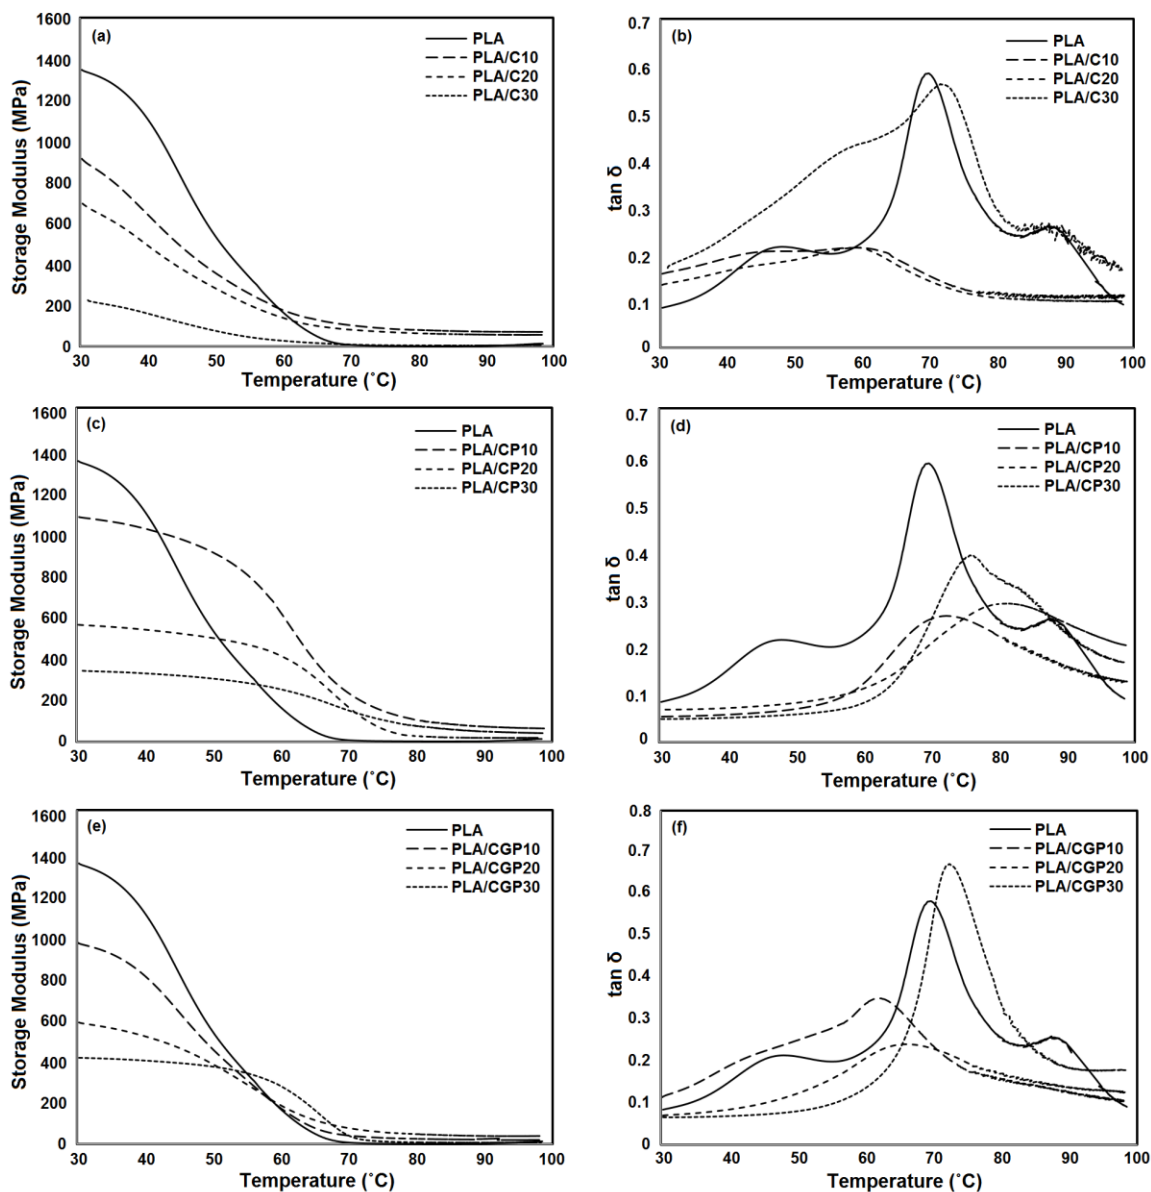 (a)
PLA
PLA/C10
PLA/C20
PLA/C30
Storage Modulus (MPa)
1600
1400
1200
1000
800
600
400
200
0
30 40 50 60 70 80 90 100
Temperature (˚C)
(b)
PLA
PLA/C10
PLA/C20
PLA/C30
tan δ
0.7
0.6
0.5
0.4
0.3
0.2
0.1
0
30 40 50 60 70 80 90 100
Temperature (˚C)
(c)
PLA
PLA/CP10
PLA/CP20
PLA/CP30
Storage Modulus (MPa)
1600
1400
1200
1000
800
600
400
200
0
30 40 50 60 70 80 90 100
Temperature (˚C)
(d)
PLA
PLA/CP10
PLA/CP20
PLA/CP30
tan δ
0.7
0.6
0.5
0.4
0.3
0.2
0.1
0
30 40 50 60 70 80 90 100
Temperature (˚C)
(e)
PLA
PLA/CGP10
PLA/CGP20
PLA/CGP30
Storage Modulus (MPa)
1600
1400
1200
1000
800
600
400
200
0
30 40 50 60 70 80 90 100
Temperature (˚C)
(f)
PLA
PLA/CGP10
PLA/CGP20
PLA/CGP30
tan δ
0.8
0.7
0.6
0.5
0.4
0.3
0.2
0.1
0
30 40 50 60 70 80 90 100
Temperature (˚C)